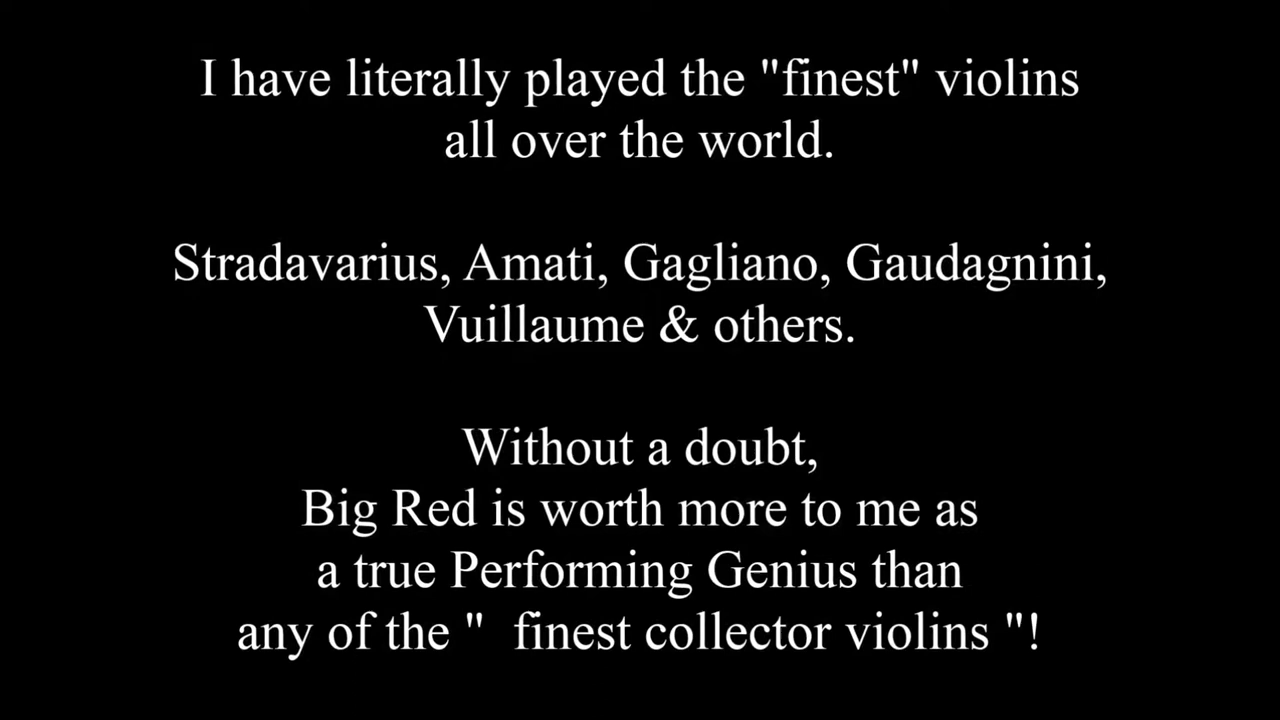 I have literally played the "finest" violins
all over the world.
Stradavarius, Amati, Gagliano, Gaudagnini,
Vuillaume & others.
Without a doubt,
Big Red is worth more to me as
a true Performing Genius than
any of the "  finest collector violins "!